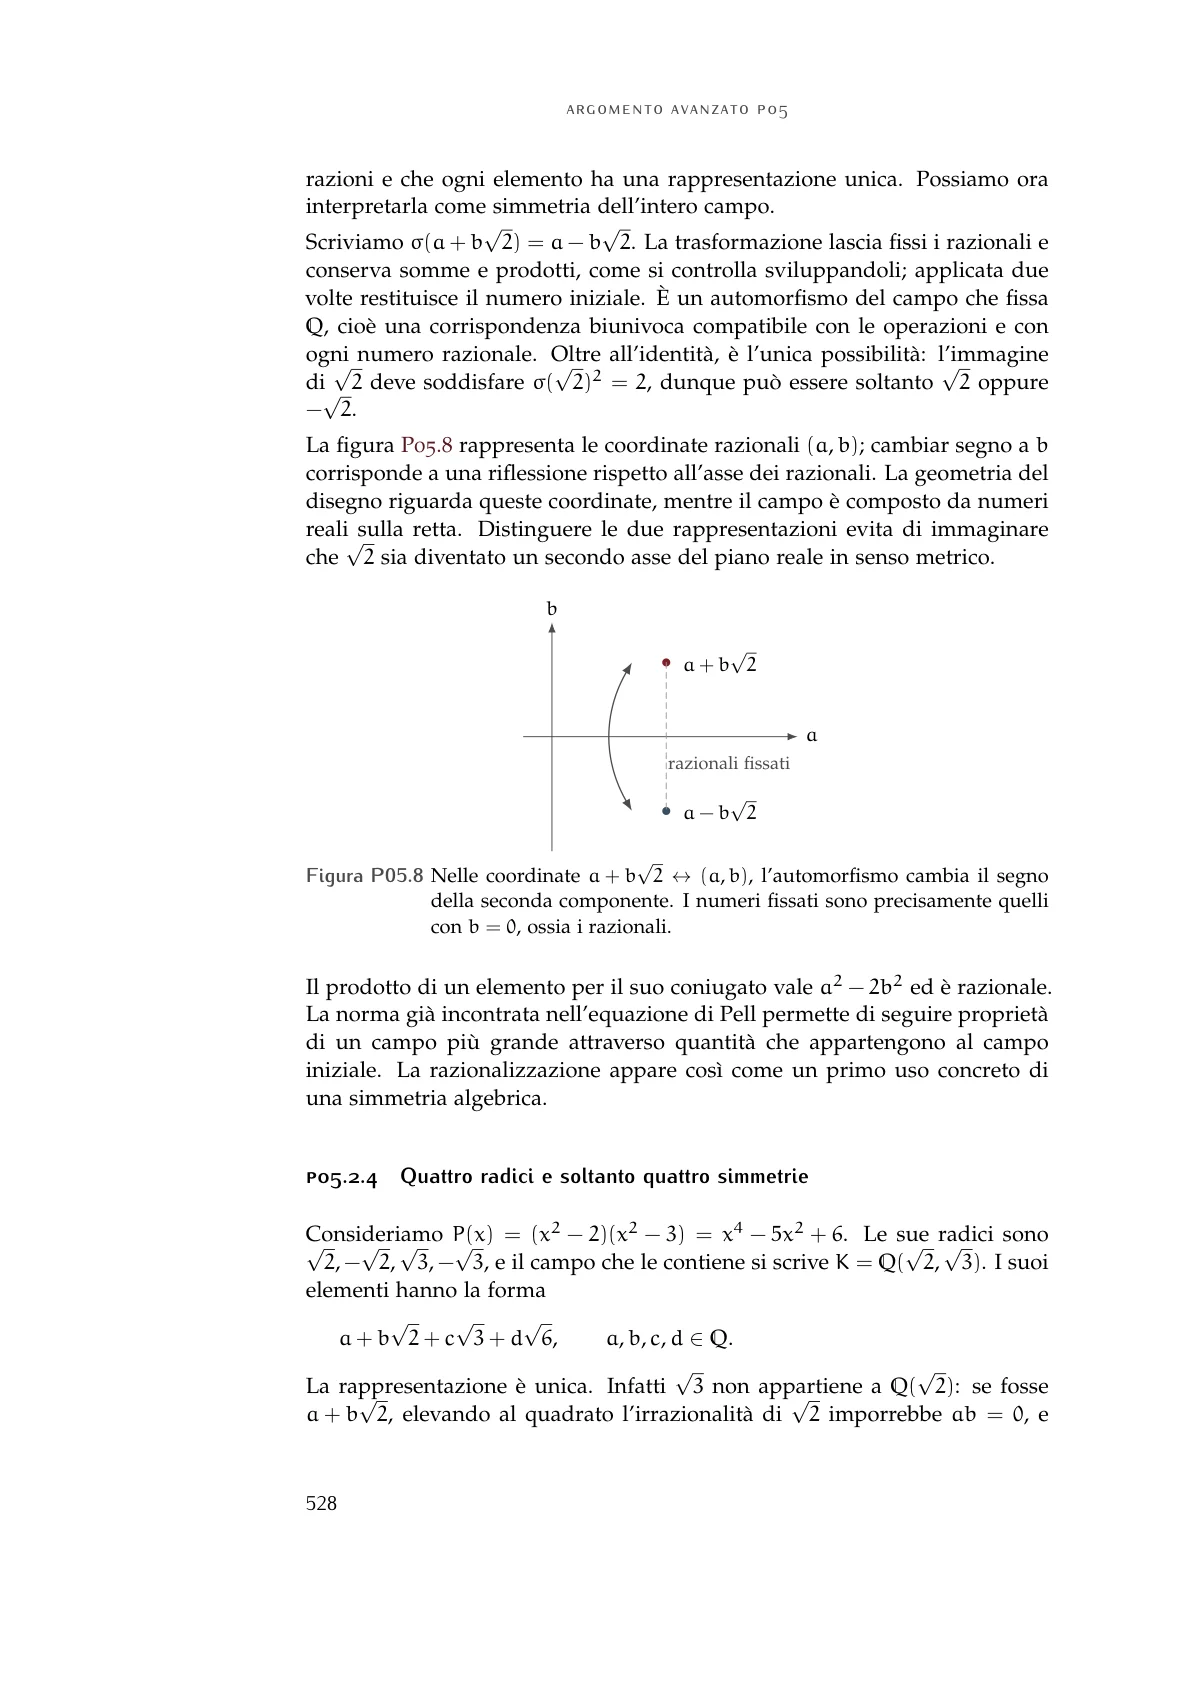 ARGOMENTO AVANZATO P05
razioni e che ogni elemento ha una rappresentazione unica. Possiamo ora
interpretarla come simmetria dell'intero campo.
Scriviamo σ(a + b√2) = a − b√2. La trasformazione lascia fissi i razionali e
conserva somme e prodotti, come si controlla sviluppandoli; applicata due
volte restituisce il numero iniziale. È un automorfismo del campo che fissa
ℚ, cioè una corrispondenza biunivoca compatibile con le operazioni e con
ogni numero razionale. Oltre all'identità, è l'unica possibilità: l'immagine
di √2 deve soddisfare σ(√2)² = 2, dunque può essere soltanto √2 oppure
−√2.
La figura P05.8 rappresenta le coordinate razionali (a, b); cambiar segno a b
corrisponde a una riflessione rispetto all'asse dei razionali. La geometria del
disegno riguarda queste coordinate, mentre il campo è composto da numeri
reali sulla retta. Distinguere le due rappresentazioni evita di immaginare
che √2 sia diventato un secondo asse del piano reale in senso metrico.
b
a + b√2
a
razionali fissati
a − b√2
Figura P05.8 Nelle coordinate a + b√2 ↔ (a, b), l'automorfismo cambia il segno
della seconda componente. I numeri fissati sono precisamente quelli
con b = 0, ossia i razionali.
Il prodotto di un elemento per il suo coniugato vale a² − 2b² ed è razionale.
La norma già incontrata nell'equazione di Pell permette di seguire proprietà
di un campo più grande attraverso quantità che appartengono al campo
iniziale. La razionalizzazione appare così come un primo uso concreto di
una simmetria algebrica.
P05.2.4 Quattro radici e soltanto quattro simmetrie
Consideriamo P(x) = (x² − 2)(x² − 3) = x⁴ − 5x² + 6. Le sue radici sono
√2, −√2, √3, −√3, e il campo che le contiene si scrive K = ℚ(√2, √3). I suoi
elementi hanno la forma
a + b√2 + c√3 + d√6, a, b, c, d ∈ ℚ.
La rappresentazione è unica. Infatti √3 non appartiene a ℚ(√2): se fosse
a + b√2, elevando al quadrato l'irrazionalità di √2 imporrebbe ab = 0, e
528